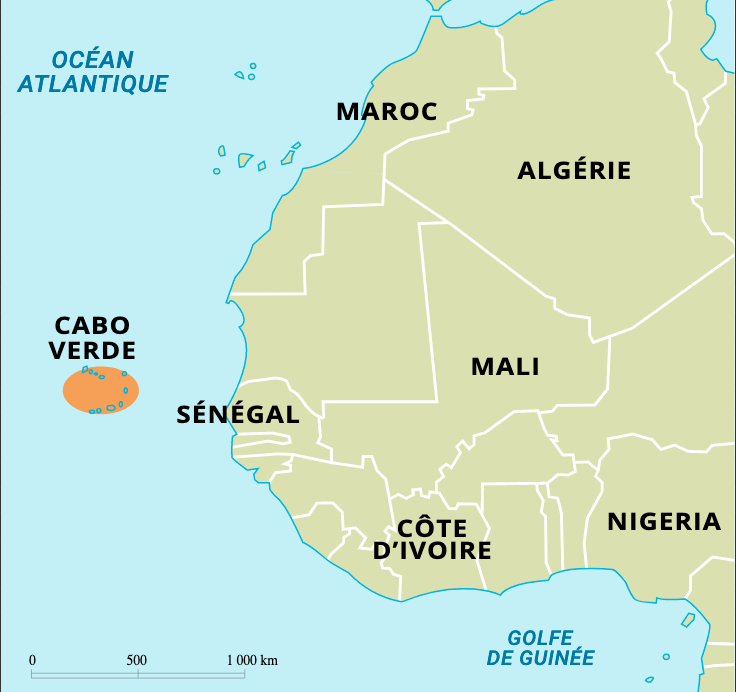 OCÉAN
ATLANTIQUE
MAROC
ALGÉRIE
CABO
VERDE
MALI
SÉNÉGAL
CÔTE
D’IVOIRE
NIGERIA
GOLFE
DE GUINÉE
0 500 1 000 km